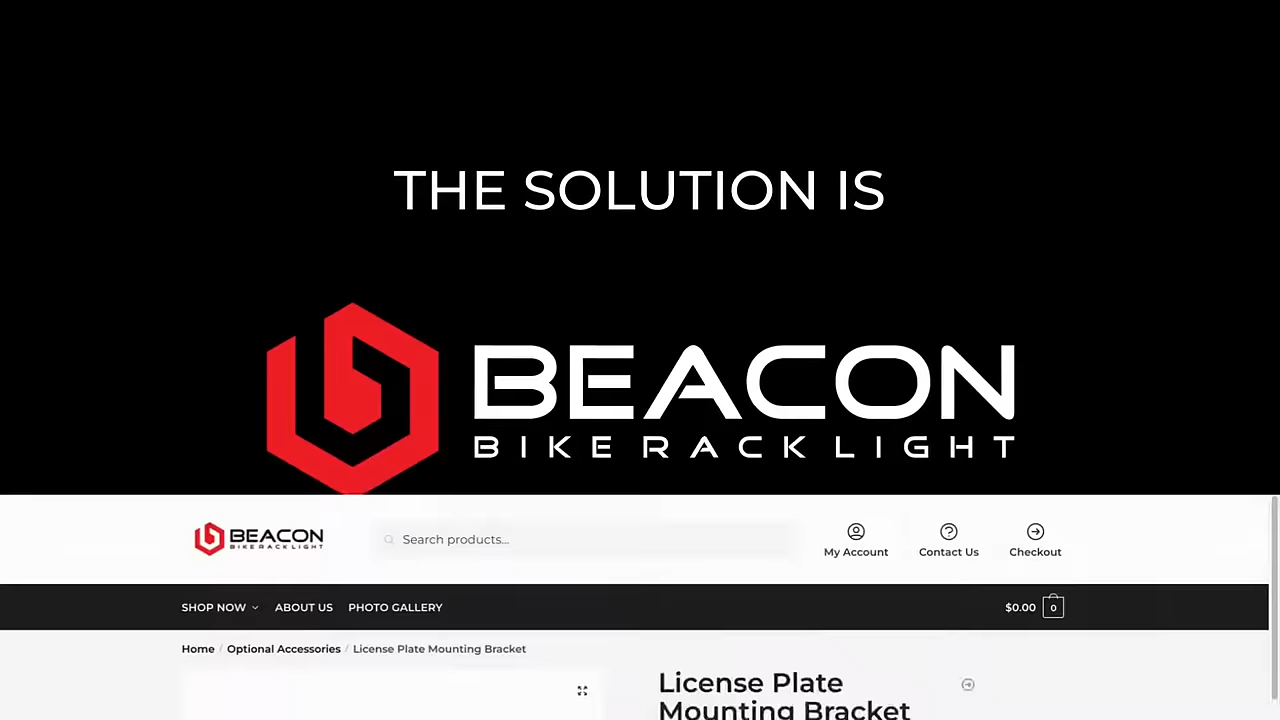 THE SOLUTION IS
BEACON
BIKE RACK LIGHT
BEACON
BIKE RACK LIGHT
Search products...
My Account
Contact Us
Checkout
SHOP NOW
ABOUT US
PHOTO GALLERY
$0.00
0
Home / Optional Accessories / License Plate Mounting Bracket
License Plate
Mounting Bracket